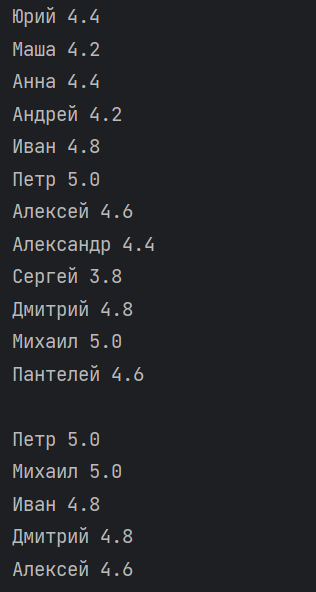 Юрий 4.4
Маша 4.2
Анна 4.4
Андрей 4.2
Иван 4.8
Петр 5.0
Алексей 4.6
Александр 4.4
Сергей 3.8
Дмитрий 4.8
Михаил 5.0
Пантелей 4.6

Петр 5.0
Михаил 5.0
Иван 4.8
Дмитрий 4.8
Алексей 4.6